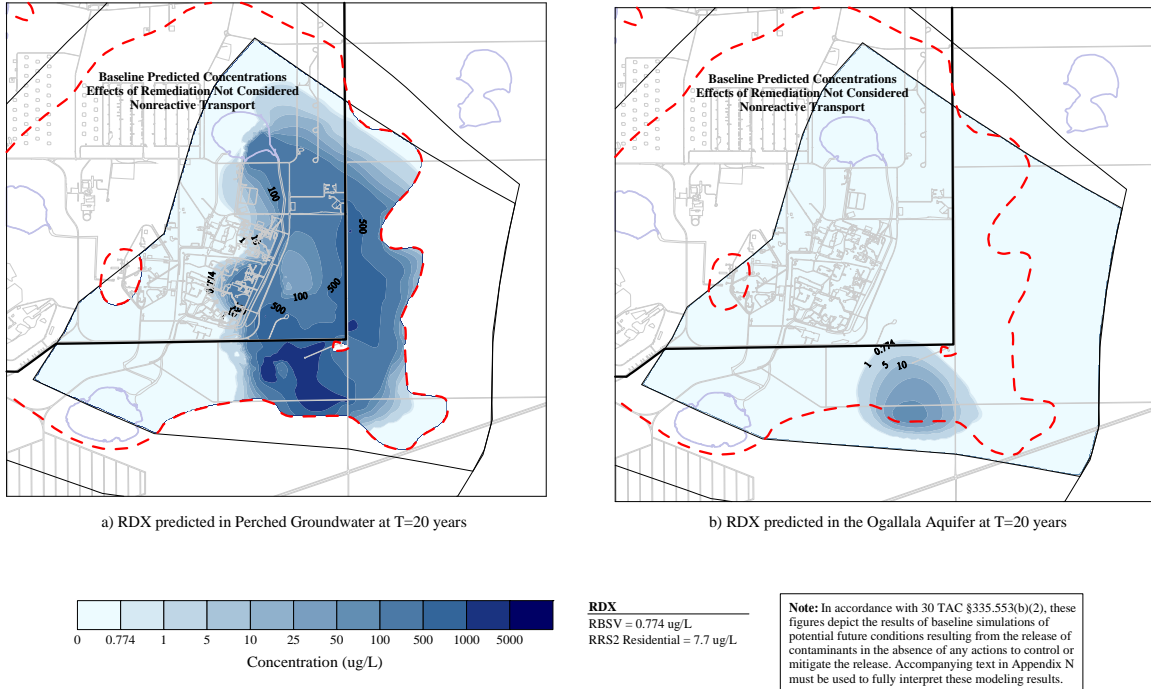 Baseline Predicted Concentrations
Effects of Remediation Not Considered
Nonreactive Transport
100
500
1
0.774
500
100
500
a) RDX predicted in Perched Groundwater at T=20 years
Baseline Predicted Concentrations
Effects of Remediation Not Considered
Nonreactive Transport
0.774
1
5
10
b) RDX predicted in the Ogallala Aquifer at T=20 years
0 0.774 1 5 10 25 50 100 500 1000 5000
Concentration (ug/L)
RDX
RBSV = 0.774 ug/L
RRS2 Residential = 7.7 ug/L
Note: In accordance with 30 TAC §335.553(b)(2), these
figures depict the results of baseline simulations of
potential future conditions resulting from the release of
contaminants in the absence of any actions to control or
mitigate the release. Accompanying text in Appendix N
must be used to fully interpret these modeling results.